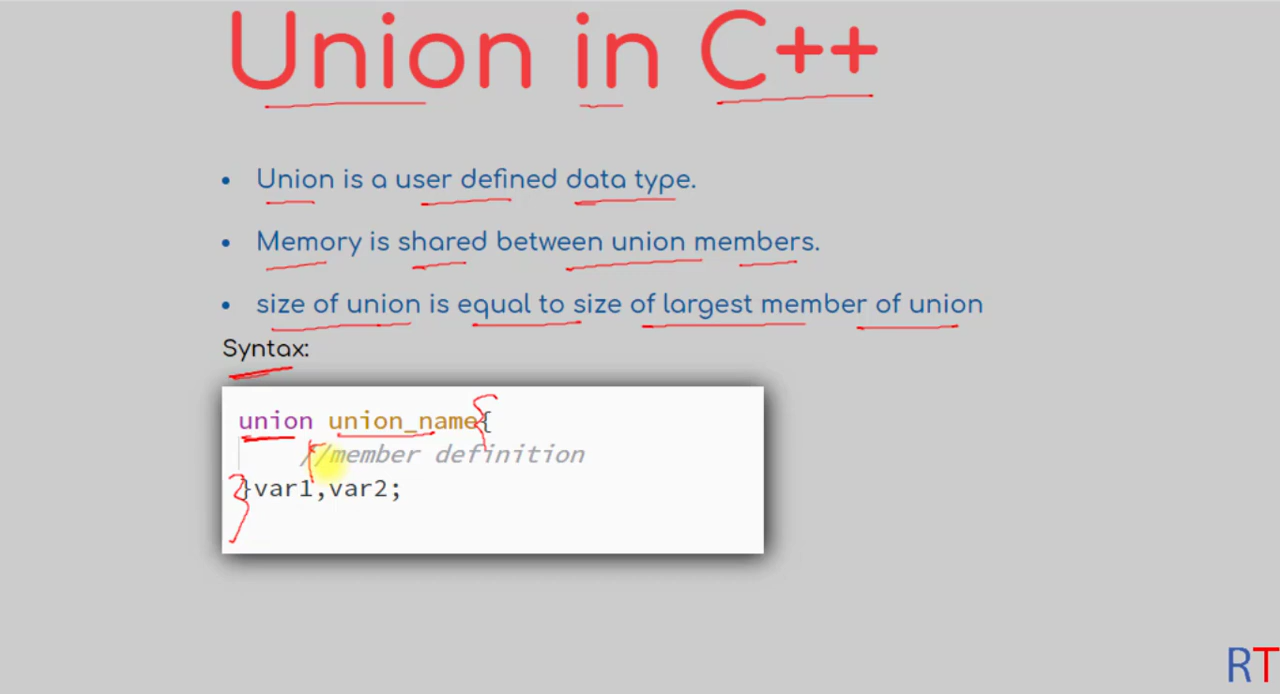 Union in C++
• Union is a user defined data type.
• Memory is shared between union members.
• size of union is equal to size of largest member of union
Syntax:
union union_name{
//member definition
}var1,var2;
RT